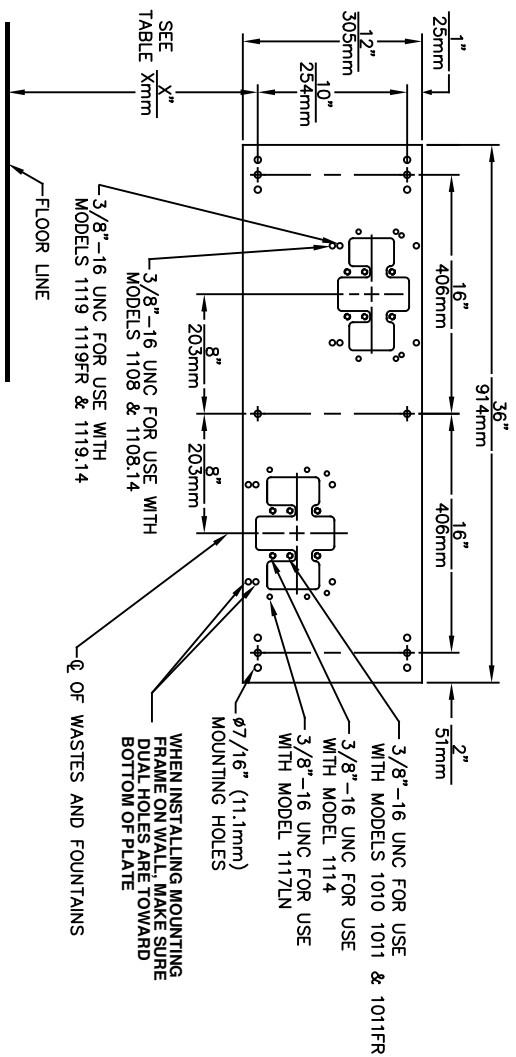 36"
914mm
2"
51mm
16"
406mm
16"
406mm
1"
25mm
12"
305mm
10"
254mm
X"
Xmm
SEE
TABLE
8"
203mm
8"
203mm
3/8"-16 UNC FOR USE
WITH MODELS 1010 1011 & 1011FR
3/8"-16 UNC FOR USE
WITH MODEL 1114
3/8"-16 UNC FOR USE
WITH MODEL 1117LN
ø7/16" (11.1mm)
MOUNTING HOLES
WHEN INSTALLING MOUNTING
FRAME ON WALL, MAKE SURE
DUAL HOLES ARE TOWARD
BOTTOM OF PLATE
℄ OF WASTES AND FOUNTAINS
3/8"-16 UNC FOR USE WITH
MODELS 1108 & 1108.14
3/8"-16 UNC FOR USE WITH
MODELS 1119 1119FR & 1119.14
FLOOR LINE